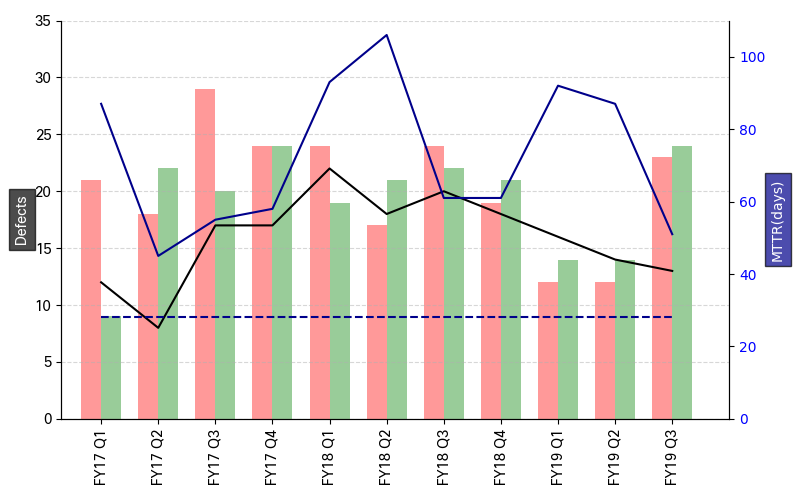 35
30
25
20
15
10
5
0
Defects
100
80
60
40
20
0
MTTR(days)
FY17 Q1
FY17 Q2
FY17 Q3
FY17 Q4
FY18 Q1
FY18 Q2
FY18 Q3
FY18 Q4
FY19 Q1
FY19 Q2
FY19 Q3